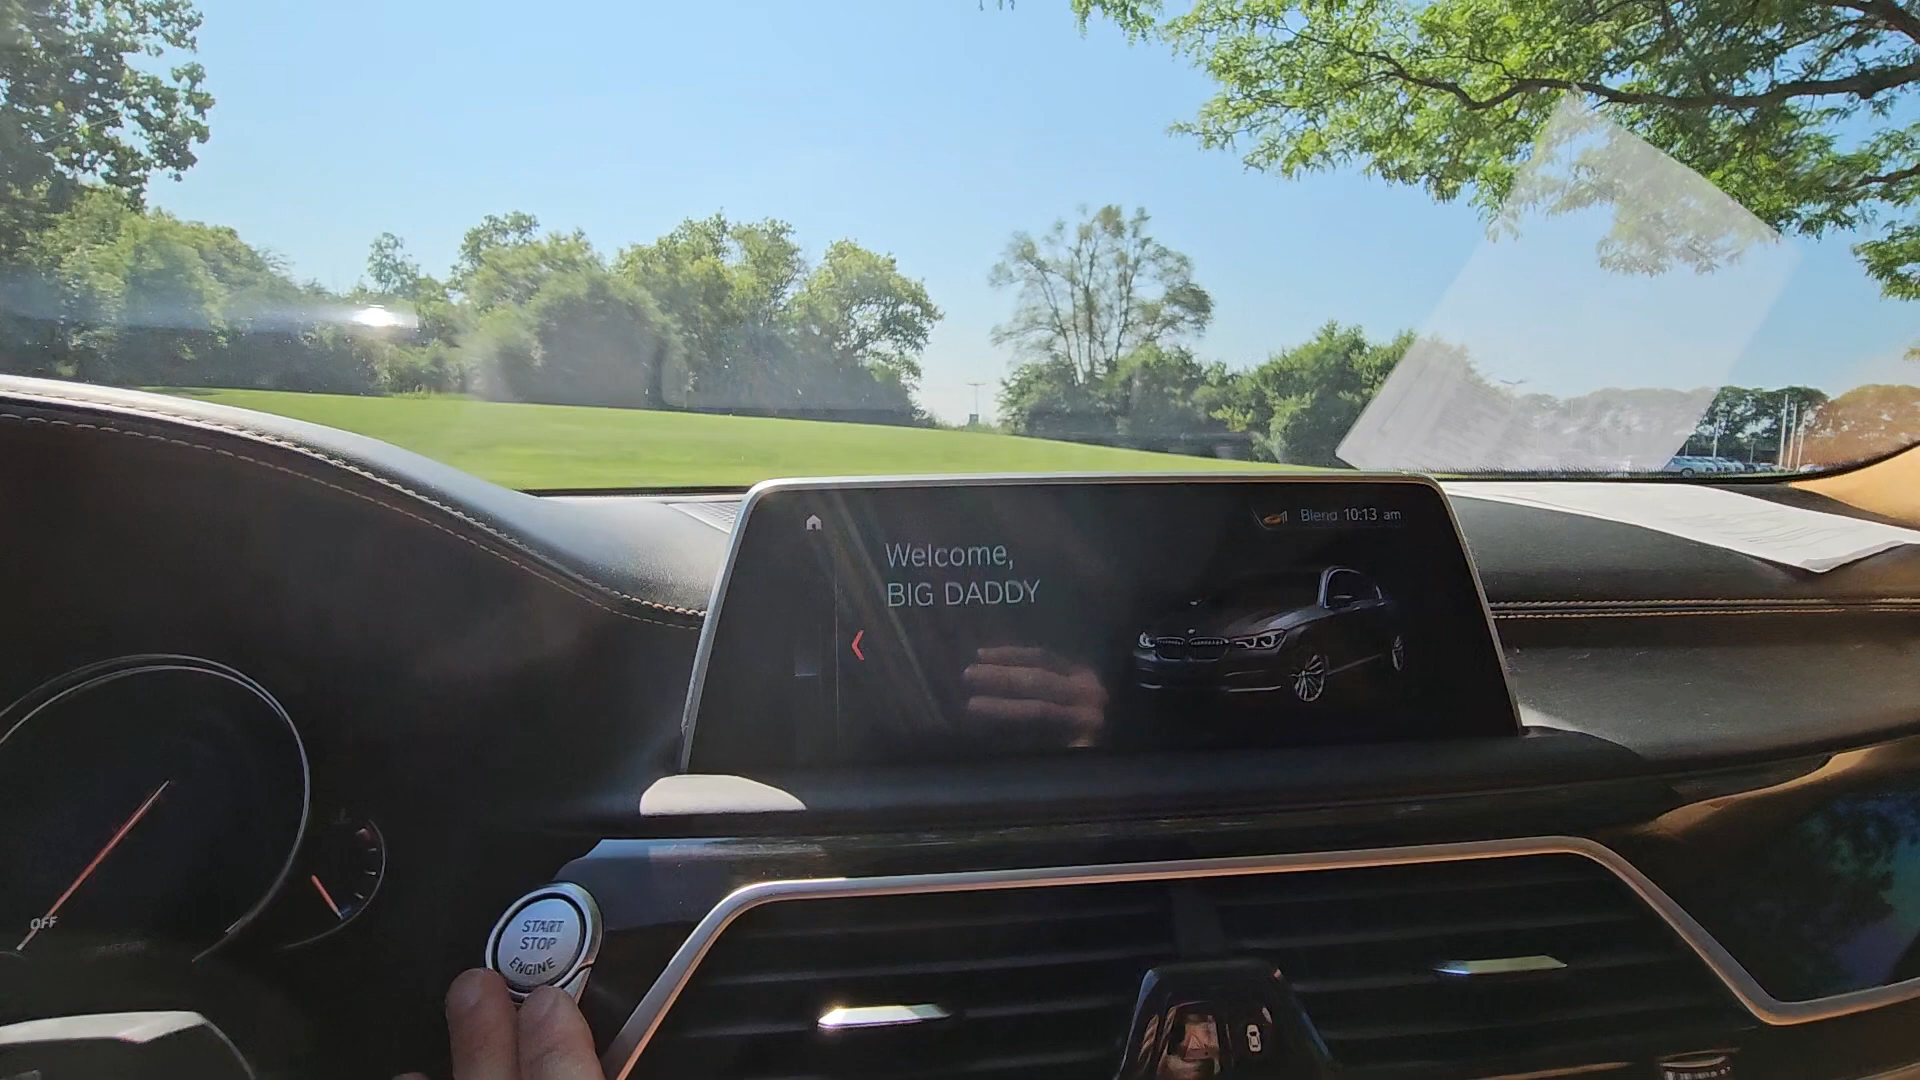 Blend 10:13 am
Welcome,
BIG DADDY
OFF
START
STOP
ENGINE